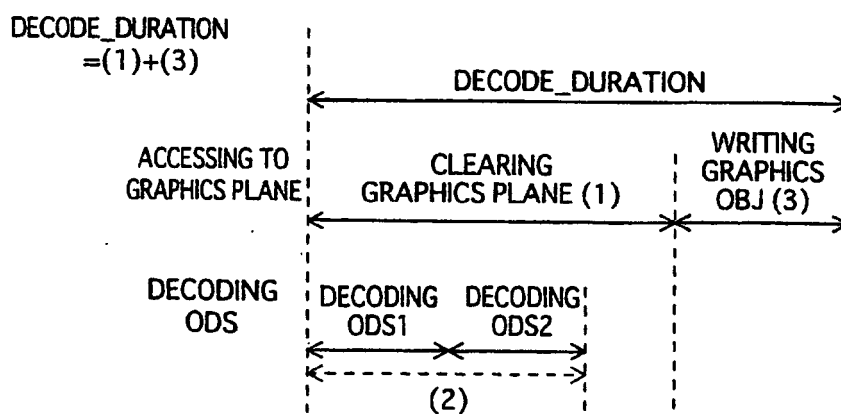 DECODE_DURATION
=(1)+(3)
DECODE_DURATION
ACCESSING TO
GRAPHICS PLANE
CLEARING
GRAPHICS PLANE (1)
WRITING
GRAPHICS
OBJ (3)
DECODING
ODS
DECODING
ODS1
DECODING
ODS2
(2)